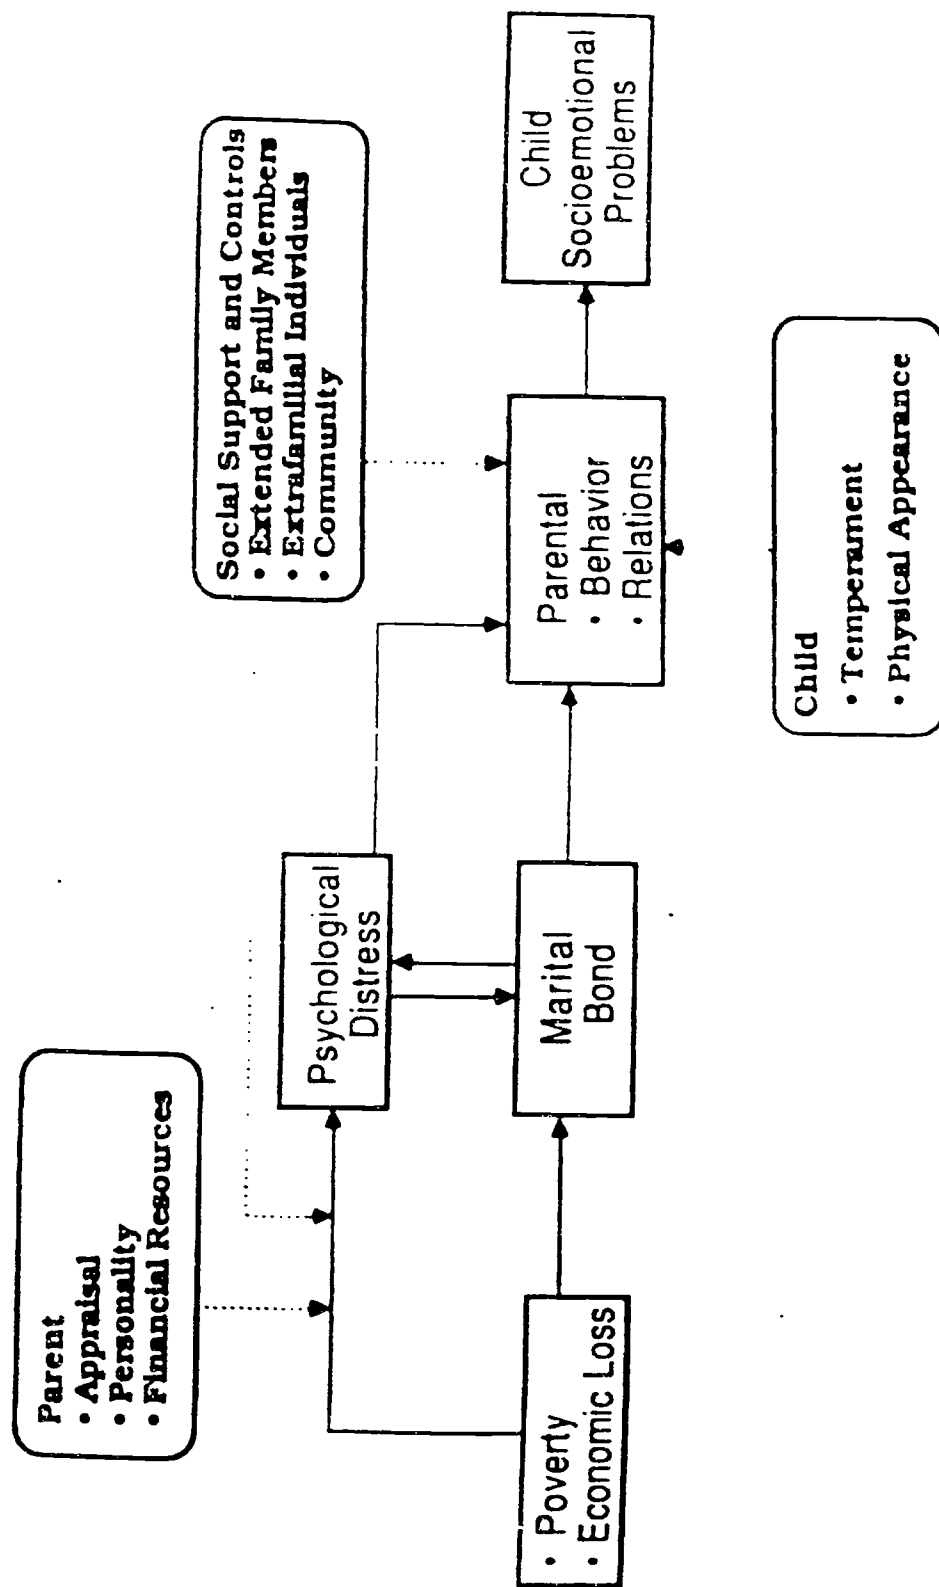 Parent
• Appraisal
• Personality
• Financial Resources
Social Support and Controls
• Extended Family Members
• Extrafamilial Individuals
• Community
Psychological
Distress
• Poverty
• Economic Loss
Marital
Bond
Parental
• Behavior
• Relations
Child
Socioemotional
Problems
Child
• Temperament
• Physical Appearance